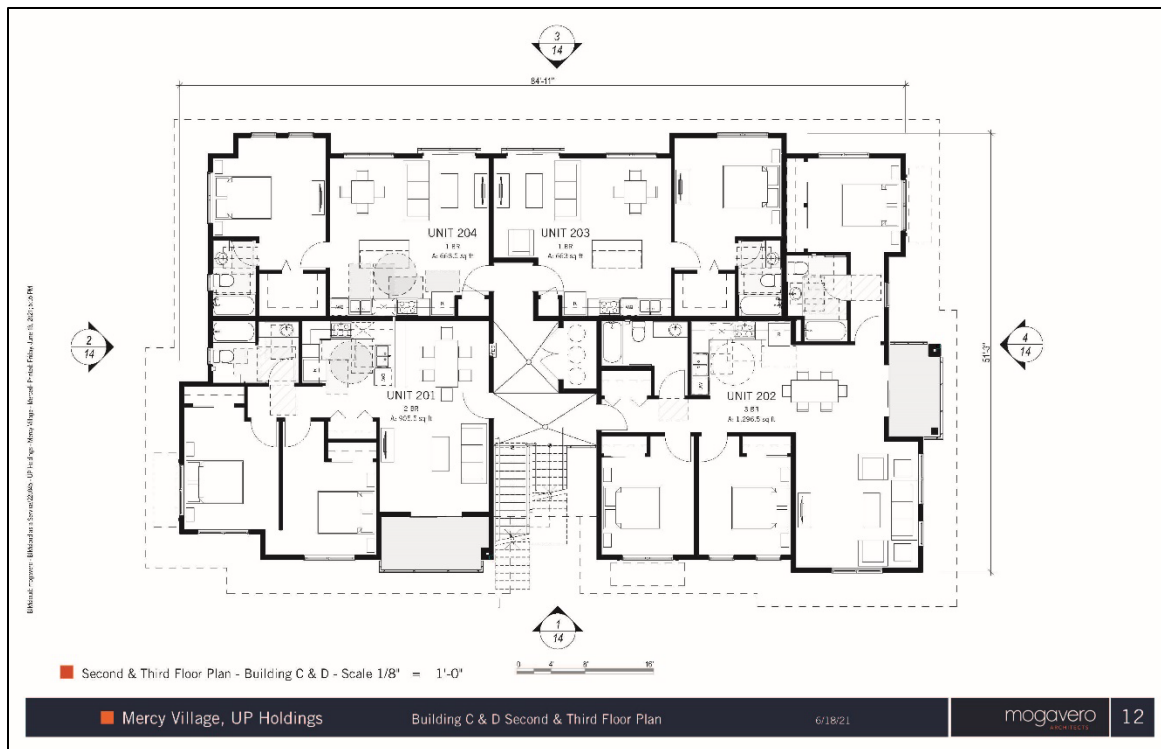 3
14
84'-11"
UNIT 204
1 BR
UNIT 203
1 BR
2
14
4
14
51'-3"
UNIT 201
2 BR
UNIT 202
3 BR
A: 1,296.5 sq ft
1
14
0 4' 8' 16'
Second & Third Floor Plan - Building C & D - Scale 1/8" = 1'-0"
Mercy Village, UP Holdings
Building C & D Second & Third Floor Plan
6/18/21
mogavero
ARCHITECTS
12